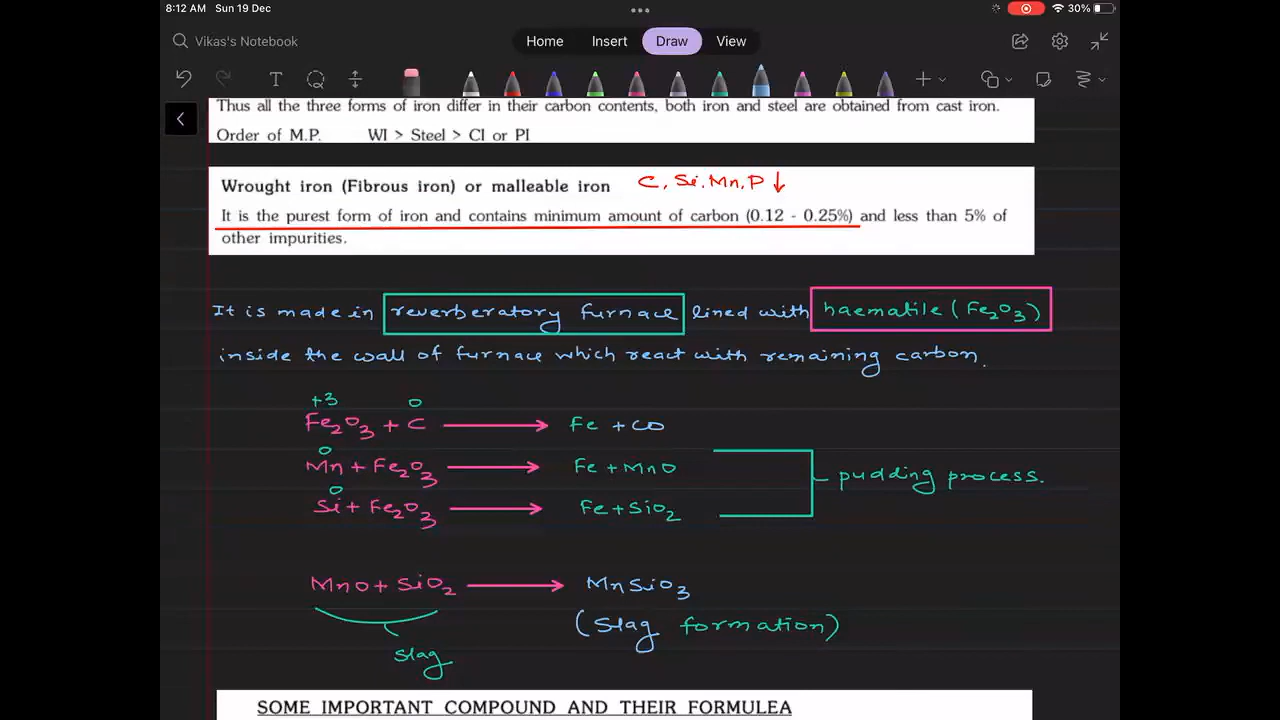 8:12 AM Sun 19 Dec
30%
Vikas's Notebook
Home Insert Draw View
Thus all the three forms of iron differ in their carbon contents, both iron and steel are obtained from cast iron.
Order of M.P. WI > Steel > CI or PI
Wrought iron (Fibrous iron) or malleable iron C, Si, Mn, P ↓
It is the purest form of iron and contains minimum amount of carbon (0.12 - 0.25%) and less than 5% of
other impurities.
It is made in reverberatory furnace lined with haematile (Fe2O3)
inside the wall of furnace which react with remaining carbon.
+3 0
Fe2O3 + C → Fe + CO
0
Mn + Fe2O3 → Fe + MnO
pudding process.
0
Si + Fe2O3 → Fe + SiO2
MnO + SiO2 → MnSiO3
(Slag formation)
slag
SOME IMPORTANT COMPOUND AND THEIR FORMULEA